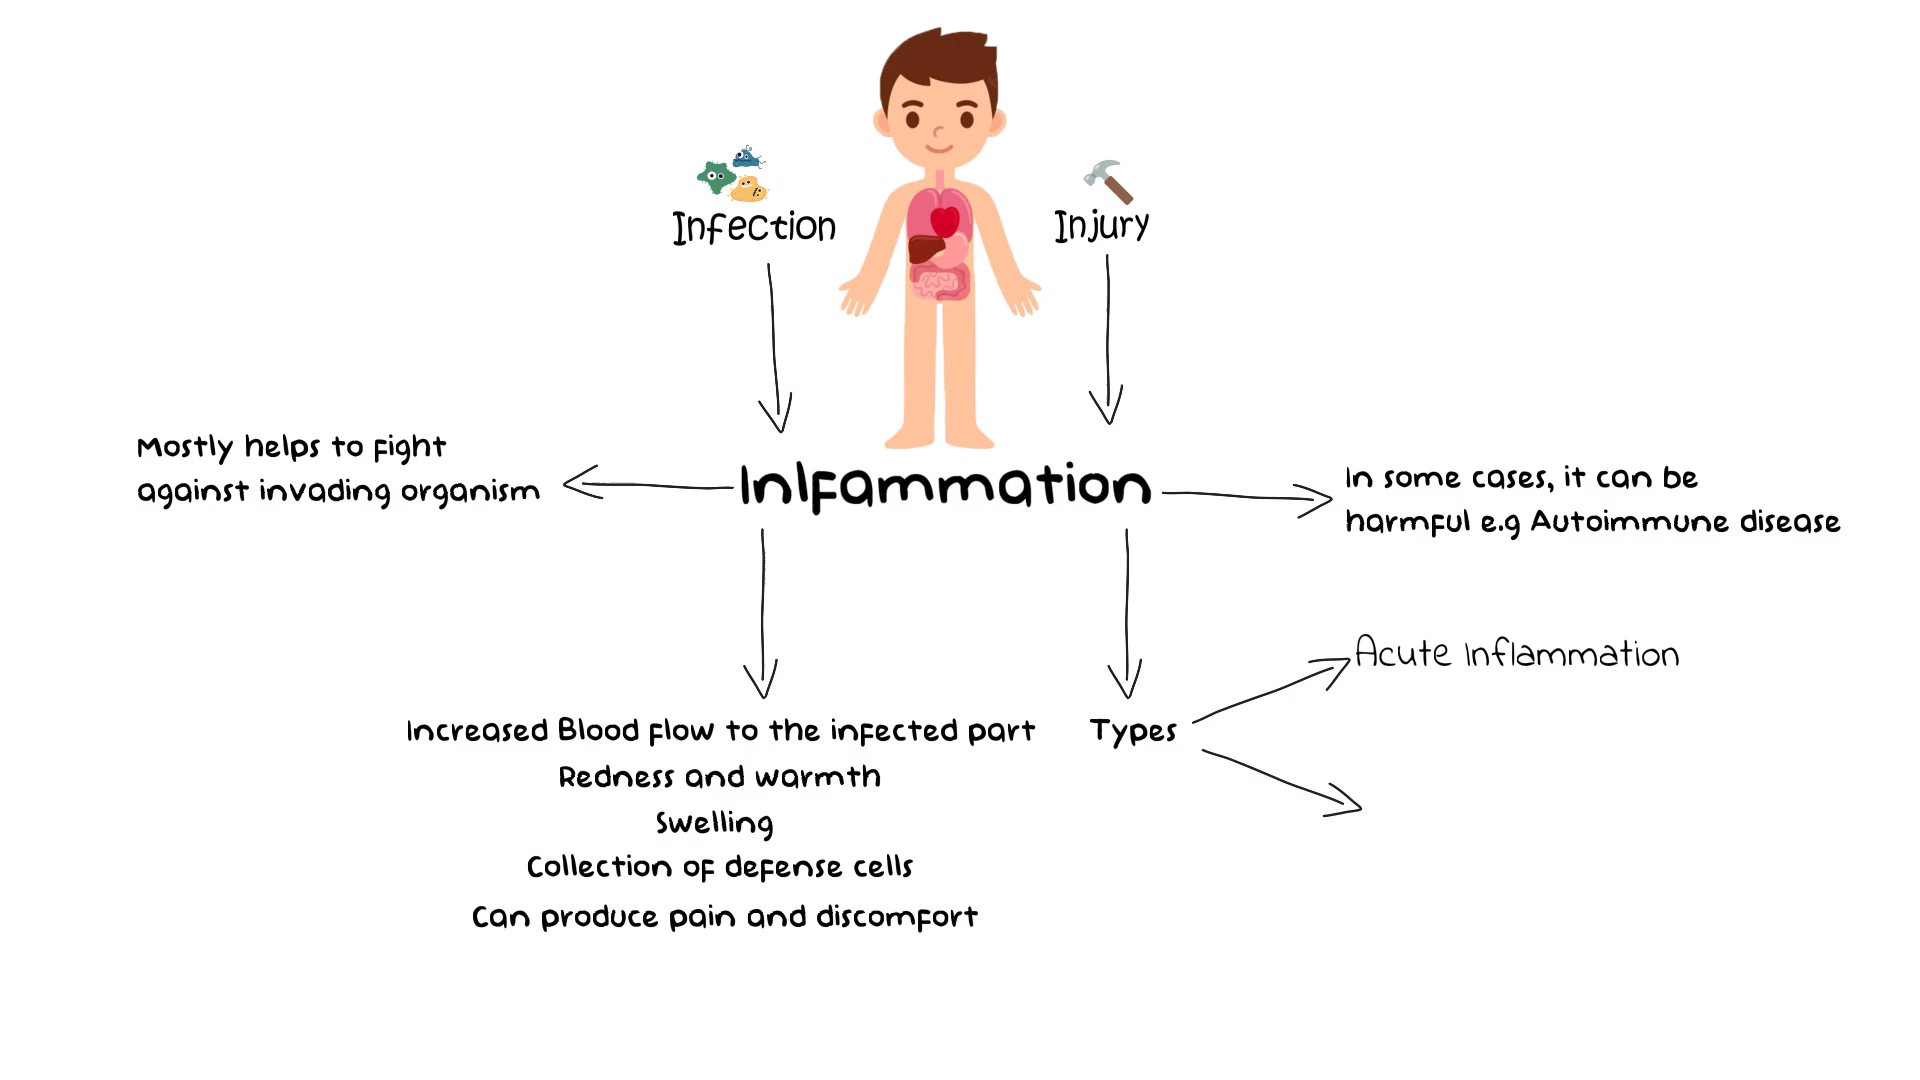 Infection
Injury
Inlfammation
Mostly helps to fight
against invading organism
In some cases, it can be
harmful e.g Autoimmune disease
Increased Blood flow to the infected part
Redness and warmth
Swelling
Collection of defense cells
Can produce pain and discomfort
Types
Acute Inflammation